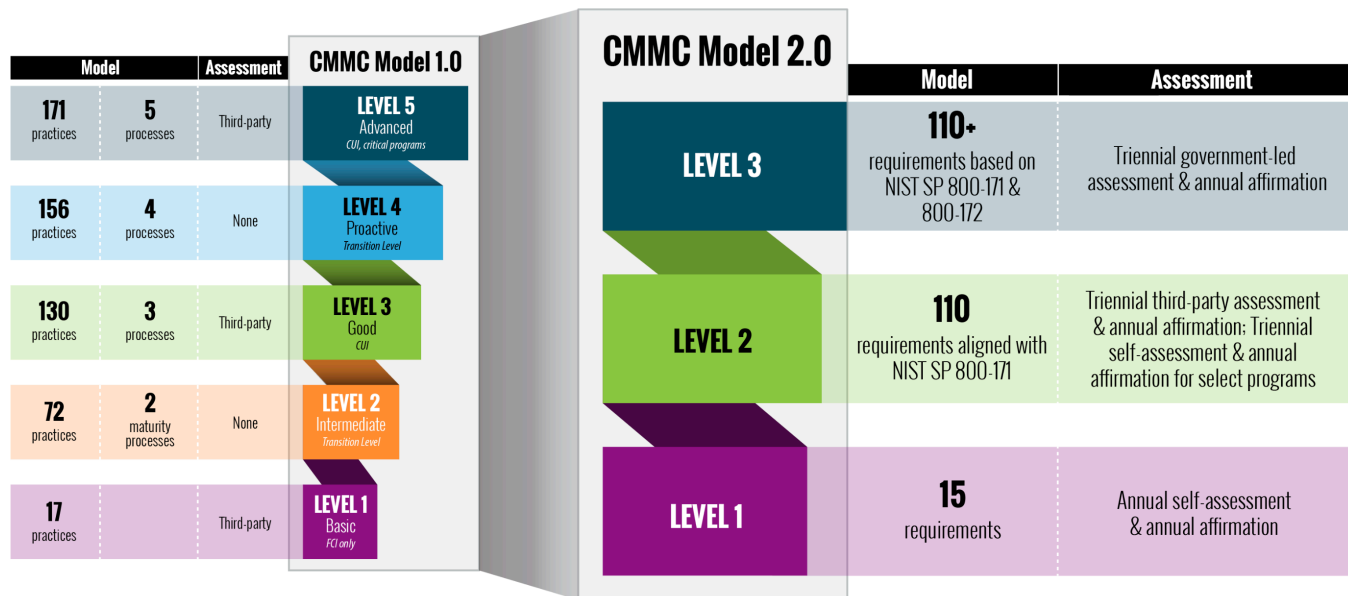 CMMC Model 1.0
Model
Assessment
171
practices
5
processes
Third-party
LEVEL 5
Advanced
CUI, critical programs
156
practices
4
processes
None
LEVEL 4
Proactive
Transition Level
130
practices
3
processes
Third-party
LEVEL 3
Good
CUI
72
practices
2
maturity
processes
None
LEVEL 2
Intermediate
Transition Level
17
practices
Third-party
LEVEL 1
Basic
FCI only
CMMC Model 2.0
Model
Assessment
LEVEL 3
110+
requirements based on
NIST SP 800-171 &
800-172
Triennial government-led
assessment & annual affirmation
LEVEL 2
110
requirements aligned with
NIST SP 800-171
Triennial third-party assessment
& annual affirmation; Triennial
self-assessment & annual
affirmation for select programs
LEVEL 1
15
requirements
Annual self-assessment
& annual affirmation